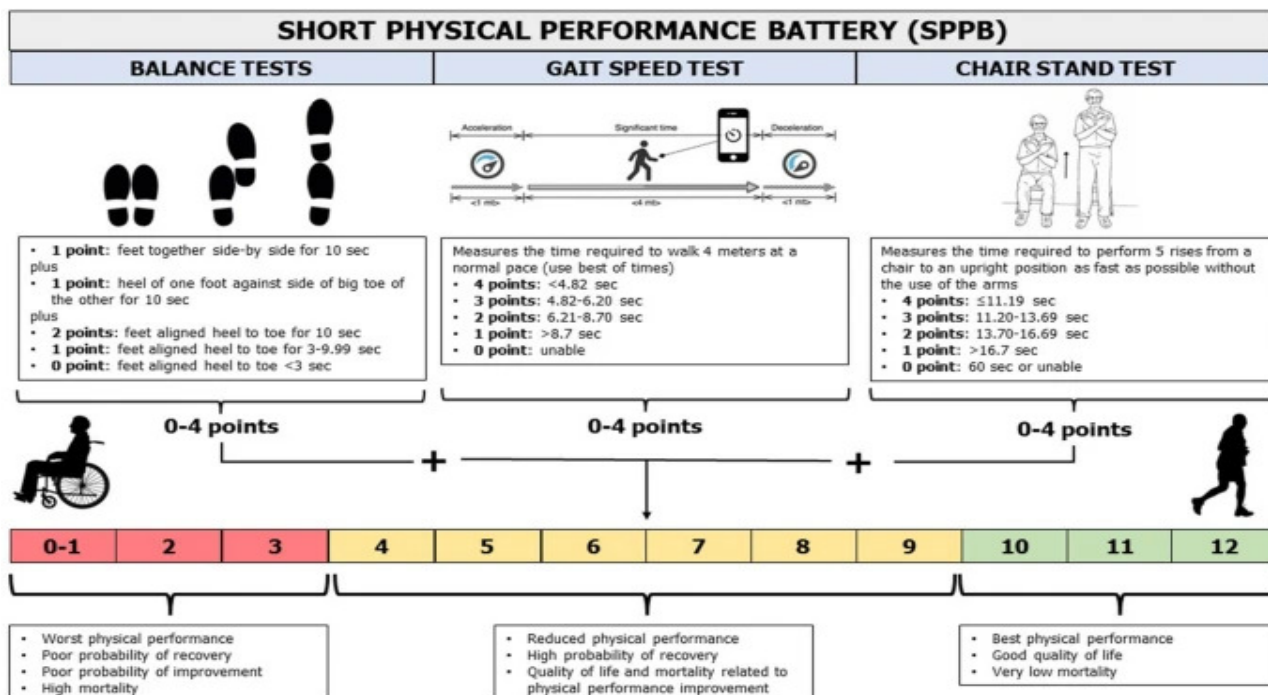 SHORT PHYSICAL PERFORMANCE BATTERY (SPPB)
BALANCE TESTS
GAIT SPEED TEST
CHAIR STAND TEST
Acceleration
Significant time
Deceleration
<1 mt>
<4 mt>
<1 mt>
• 1 point: feet together side-by side for 10 sec
plus
• 1 point: heel of one foot against side of big toe of
the other for 10 sec
plus
• 2 points: feet aligned heel to toe for 10 sec
• 1 point: feet aligned heel to toe for 3-9.99 sec
• 0 point: feet aligned heel to toe <3 sec
Measures the time required to walk 4 meters at a
normal pace (use best of times)
• 4 points: <4.82 sec
• 3 points: 4.82-6.20 sec
• 2 points: 6.21-8.70 sec
• 1 point: >8.7 sec
• 0 point: unable
Measures the time required to perform 5 rises from a
chair to an upright position as fast as possible without
the use of the arms
• 4 points: ≤11.19 sec
• 3 points: 11.20-13.69 sec
• 2 points: 13.70-16.69 sec
• 1 point: >16.7 sec
• 0 point: 60 sec or unable
0-4 points
0-4 points
0-4 points
+
+
0-1 2 3 4 5 6 7 8 9 10 11 12
• Worst physical performance
• Poor probability of recovery
• Poor probability of improvement
• High mortality
• Reduced physical performance
• High probability of recovery
• Quality of life and mortality related to
physical performance improvement
• Best physical performance
• Good quality of life
• Very low mortality